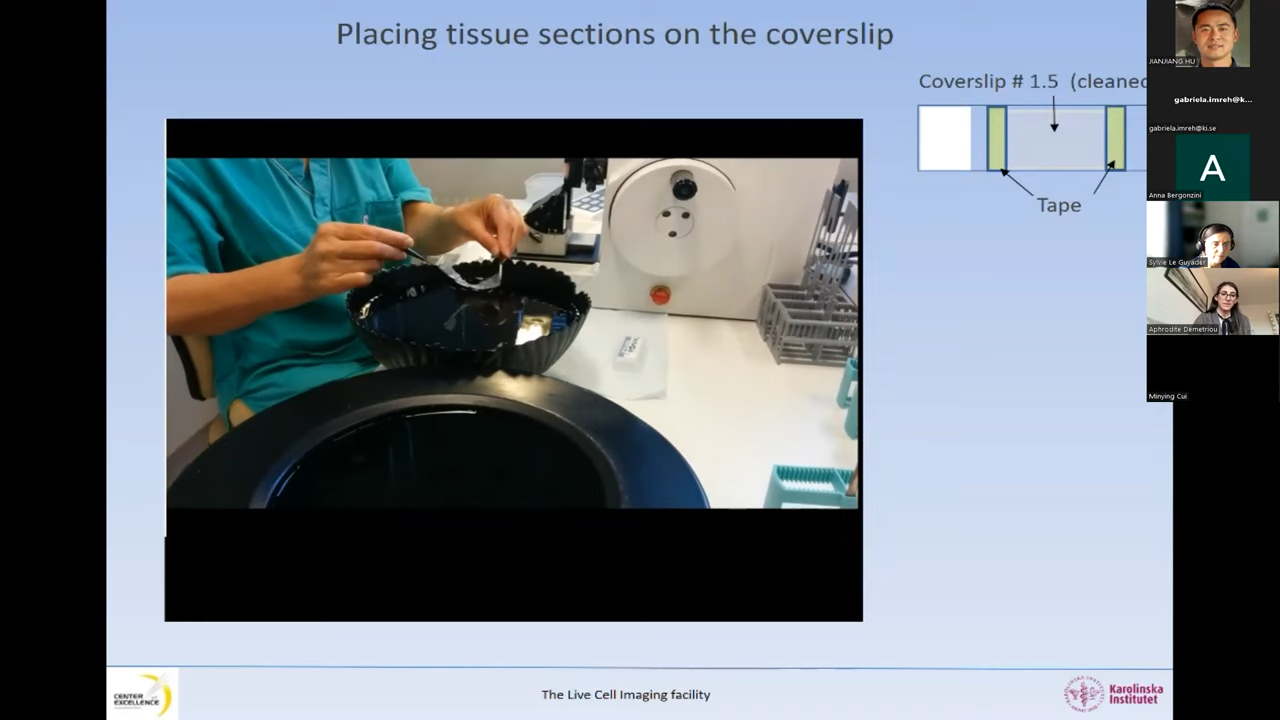 Placing tissue sections on the coverslip
Coverslip # 1.5 (cleaned
Tape
CENTER
EXCELLENCE
The Live Cell Imaging facility
Karolinska
Institutet
JIANJIANG HU
gabriela.imreh@k...
gabriela.imreh@ki.se
A
Anna Bergonzini
Sylvie Le Guyader
Aphrodite Demetriou
Minying Cui